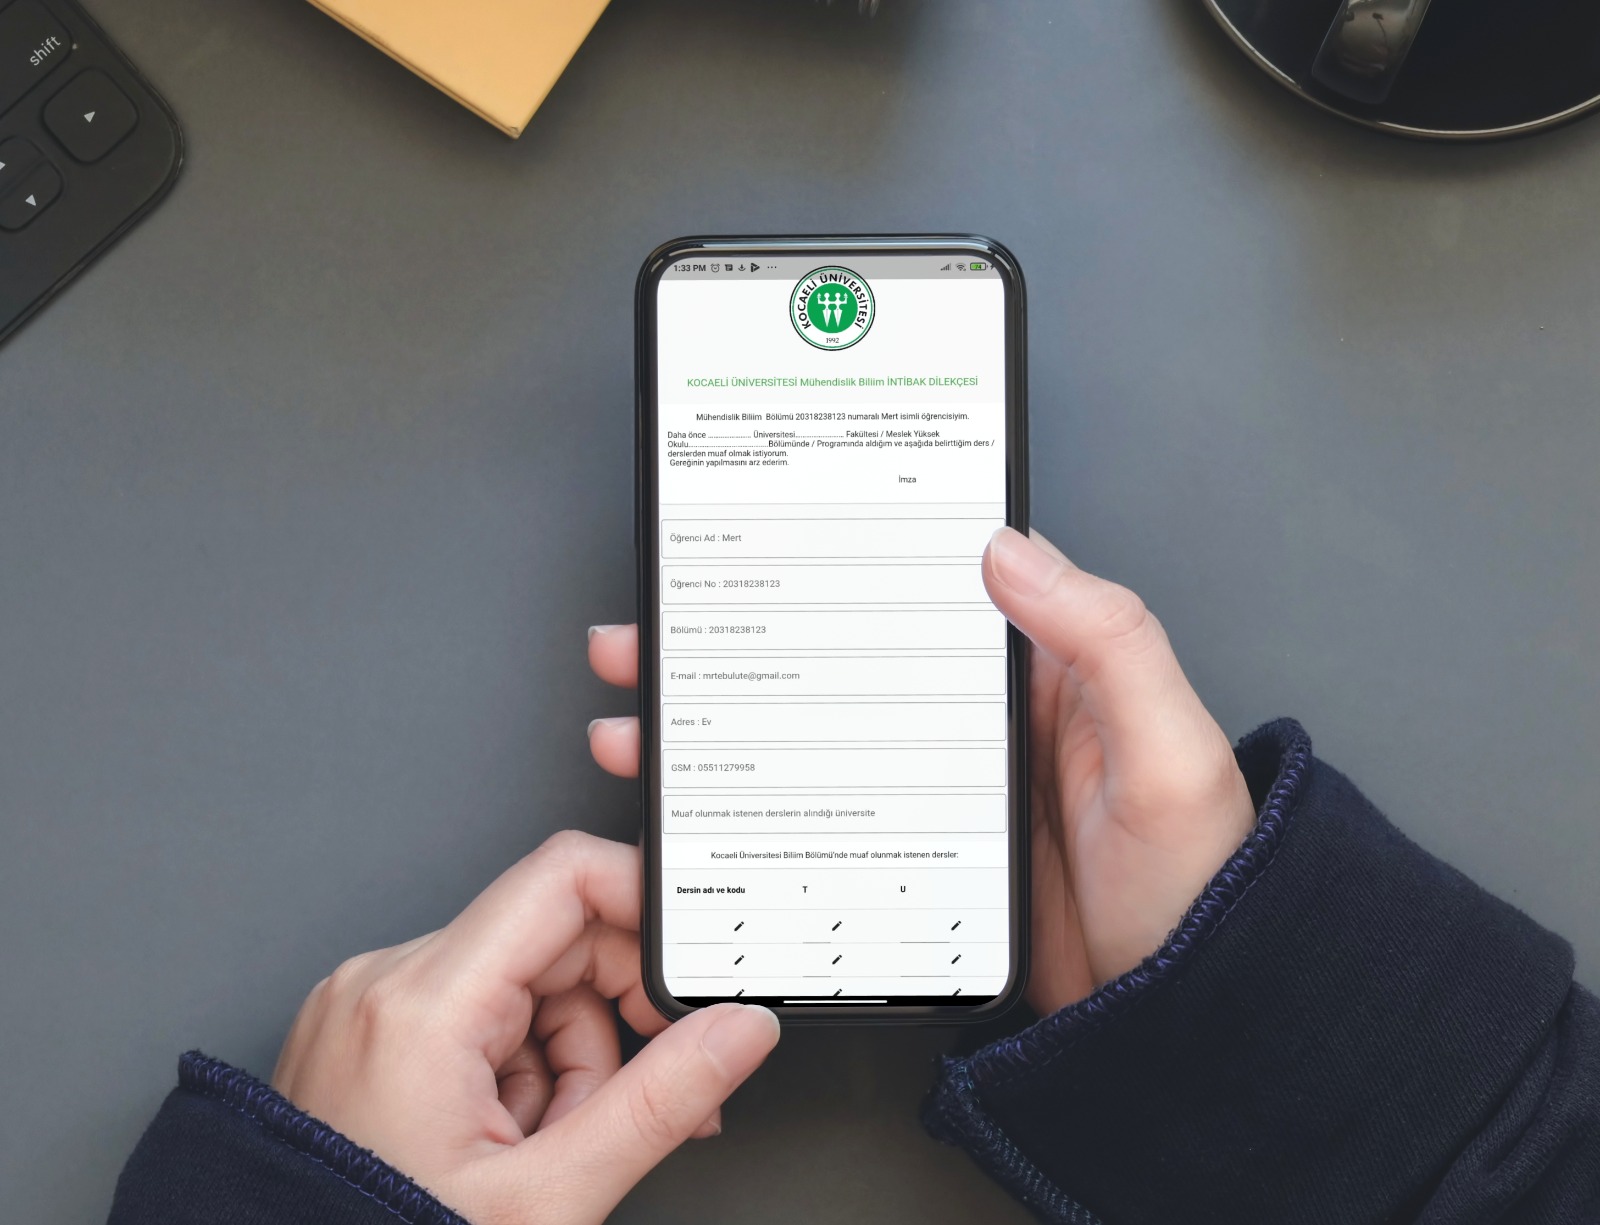 shift
1:33 PM
KOCAELİ ÜNİVERSİTESİ
1992
KOCAELİ ÜNİVERSİTESİ Mühendislik Biliim İNTİBAK DİLEKÇESİ
Mühendislik Biliim Bölümü 20318238123 numaralı Mert isimli öğrencisiyim.
Daha önce ..................... Üniversitesi........................ Fakültesi / Meslek Yüksek
Okulu.......................................Bölümünde / Programında aldığım ve aşağıda belirttiğim ders /
derslerden muaf olmak istiyorum.
Gereğinin yapılmasını arz ederim.
İmza
Öğrenci Ad : Mert
Öğrenci No : 20318238123
Bölümü : 20318238123
E-mail : mrtebulute@gmail.com
Adres : Ev
GSM : 05511279958
Muaf olunmak istenen derslerin alındığı üniversite
Kocaeli Üniversitesi Biliim Bölümü'nde muaf olunmak istenen dersler:
Dersin adı ve kodu T U